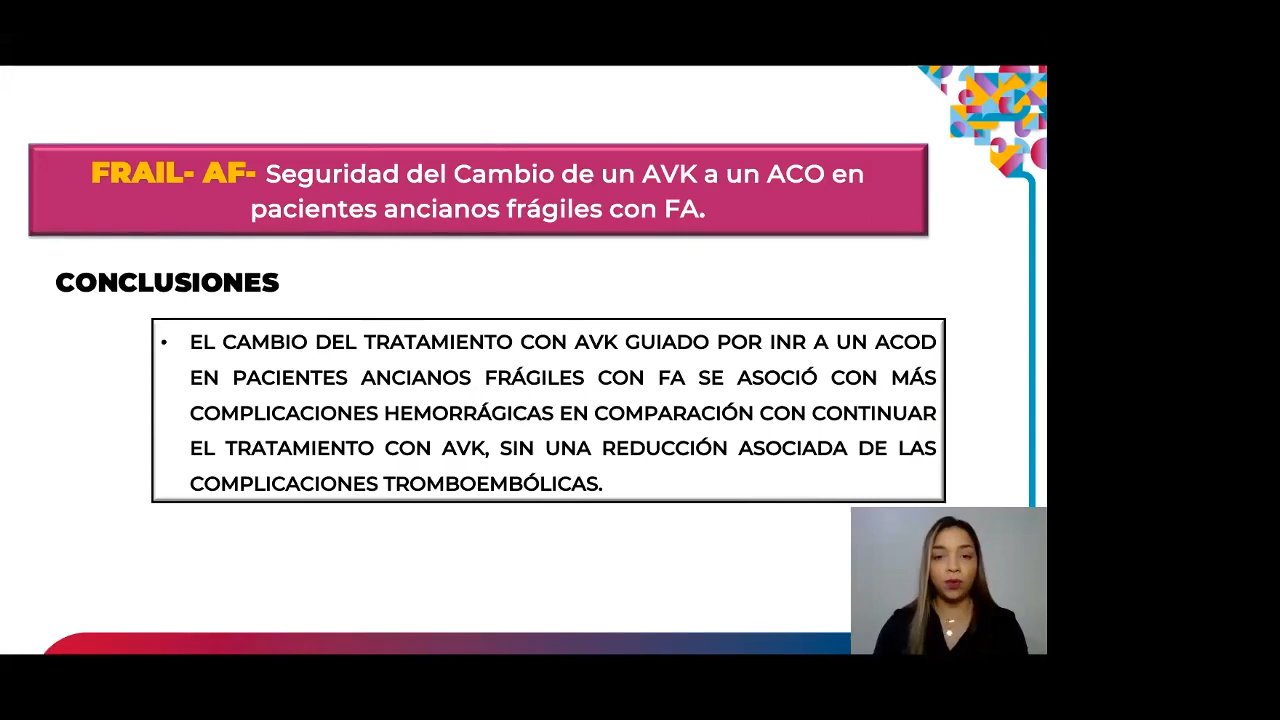 FRAIL- AF- Seguridad del Cambio de un AVK a un ACO en
pacientes ancianos frágiles con FA.
CONCLUSIONES
• EL CAMBIO DEL TRATAMIENTO CON AVK GUIADO POR INR A UN ACOD
EN PACIENTES ANCIANOS FRÁGILES CON FA SE ASOCIÓ CON MÁS
COMPLICACIONES HEMORRÁGICAS EN COMPARACIÓN CON CONTINUAR
EL TRATAMIENTO CON AVK, SIN UNA REDUCCIÓN ASOCIADA DE LAS
COMPLICACIONES TROMBOEMBÓLICAS.